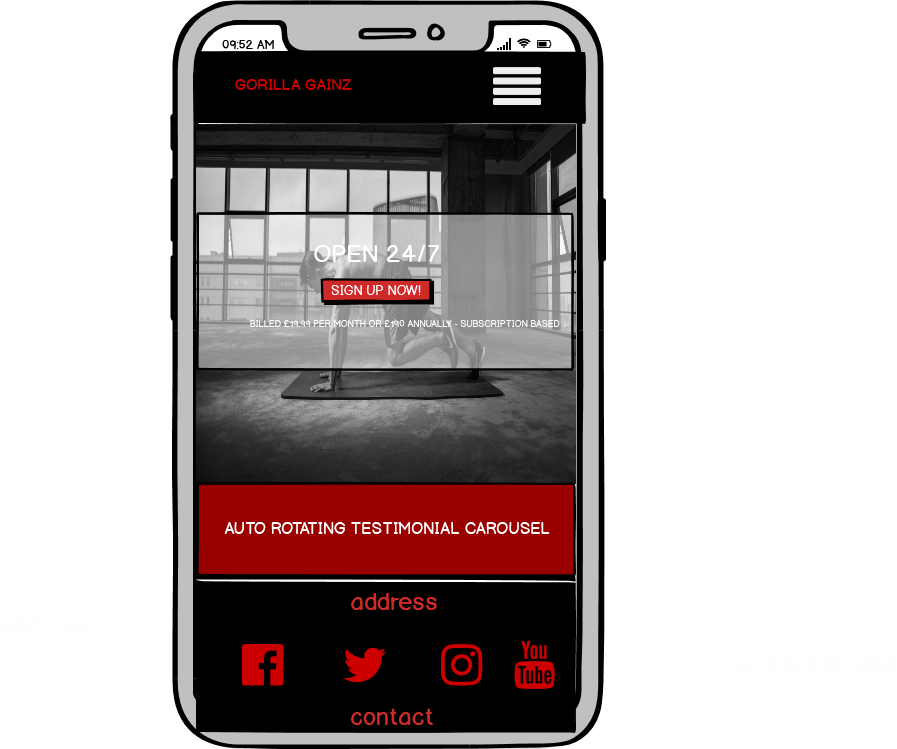 09:52 AM
GORILLA GAINZ
OPEN 24/7
SIGN UP NOW!
BILLED £19.99 PER MONTH OR £190 ANNUALLY - SUBSCRIPTION BASED
AUTO ROTATING TESTIMONIAL CAROUSEL
address
You
Tube
contact